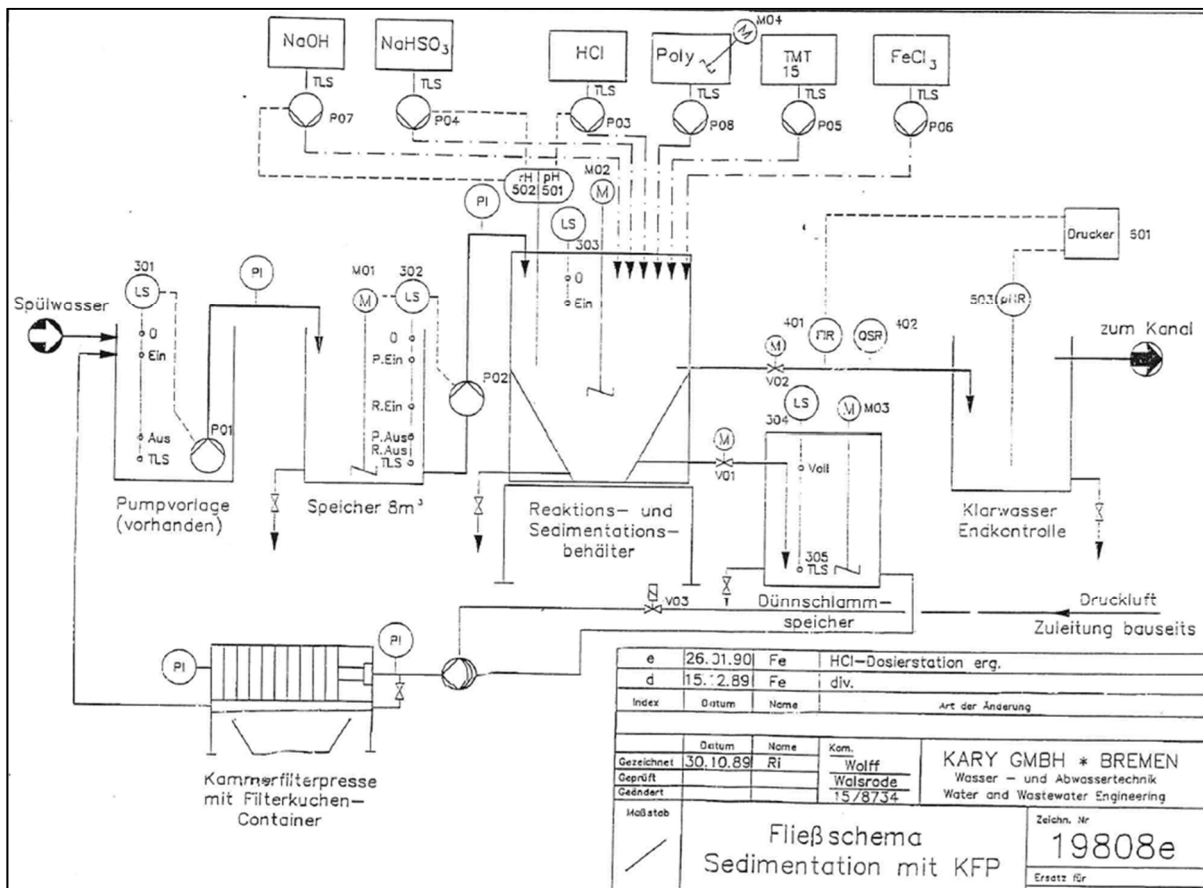 NaOH
NaHSO₃
HCl
Poly
M
M04
TMT
15
FeCl₃
TLS
TLS
TLS
TLS
TLS
TLS
P07
P04
P03
P08
P05
P06
rH
502
pH
501
M02
M
PI
LS
303
Drucker
501
301
LS
PI
M01
M
302
LS
Ü
Ein
503
pHR
Spülwasser
Ü
Ein
Ü
P.Ein
401
402
QSR
zum Kanal
M
V02
P02
R.Ein
304
LS
M
M03
Aus
TLS
P01
P.Aus
R.Aus
TLS
M
V01
Voll
Pumpvorlage
(vorhanden)
Speicher 8m³
Reaktions- und
Sedimentations-
behälter
Klarwasser
Endkontrolle
305
TLS
V03
Dünnschlamm-
speicher
Druckluft
Zuleitung bauseits
PI
PI
Kammerfilterpresse
mit Filterkuchen-
Container
e 26.01.90 Fe HCl-Dosierstation erg.
d 15.12.89 Fe div.
Index Datum Name Art der Änderung
Datum Name Kom.
Gezeichnet 30.10.89 Ri
Geprüft
Geändert
Wolff
Walsrode
15/8734
KARY GMBH * BREMEN
Wasser - und Abwassertechnik
Water and Wastewater Engineering
Maßstab
Fließschema
Sedimentation mit KFP
Zeichn. Nr
19808e
Ersatz für